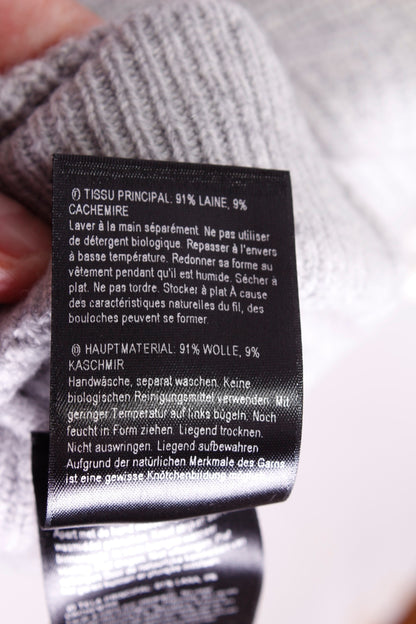 (F) TISSU PRINCIPAL: 91% LAINE, 9%
CACHEMIRE
Laver à la main séparément. Ne pas utiliser
de détergent biologique. Repasser à l'envers
à basse température. Redonner sa forme au
vêtement pendant qu'il est humide. Sécher à
plat. Ne pas tordre. Stocker à plat À cause
des caractéristiques naturelles du fil, des
bouloches peuvent se former.
(D) HAUPTMATERIAL: 91% WOLLE, 9%
KASCHMIR
Handwäsche, separat waschen. Keine
biologischen Reinigungsmittel verwenden. Mit
geringer Temperatur auf links bügeln. Noch
feucht in Form ziehen. Liegend trocknen.
Nicht auswringen. Liegend aufbewahren
Aufgrund der natürlichen Merkmale des Garns
ist eine gewisse Knötchenbildung